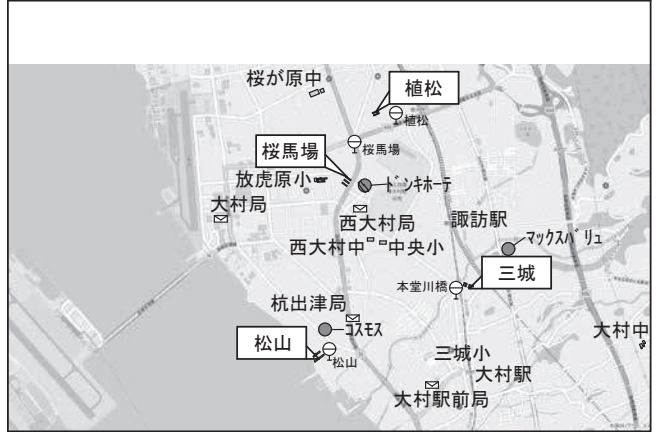 桜が原中
植松
植松
桜馬場
桜馬場
放虎原小
ドンキホーテ
大村局
西大村局
諏訪駅
マックスバリュ
西大村中
中央小
三城
本堂川橋
杭出津局
コスモス
大村中
松山
松山
三城小
大村駅
大村駅前局